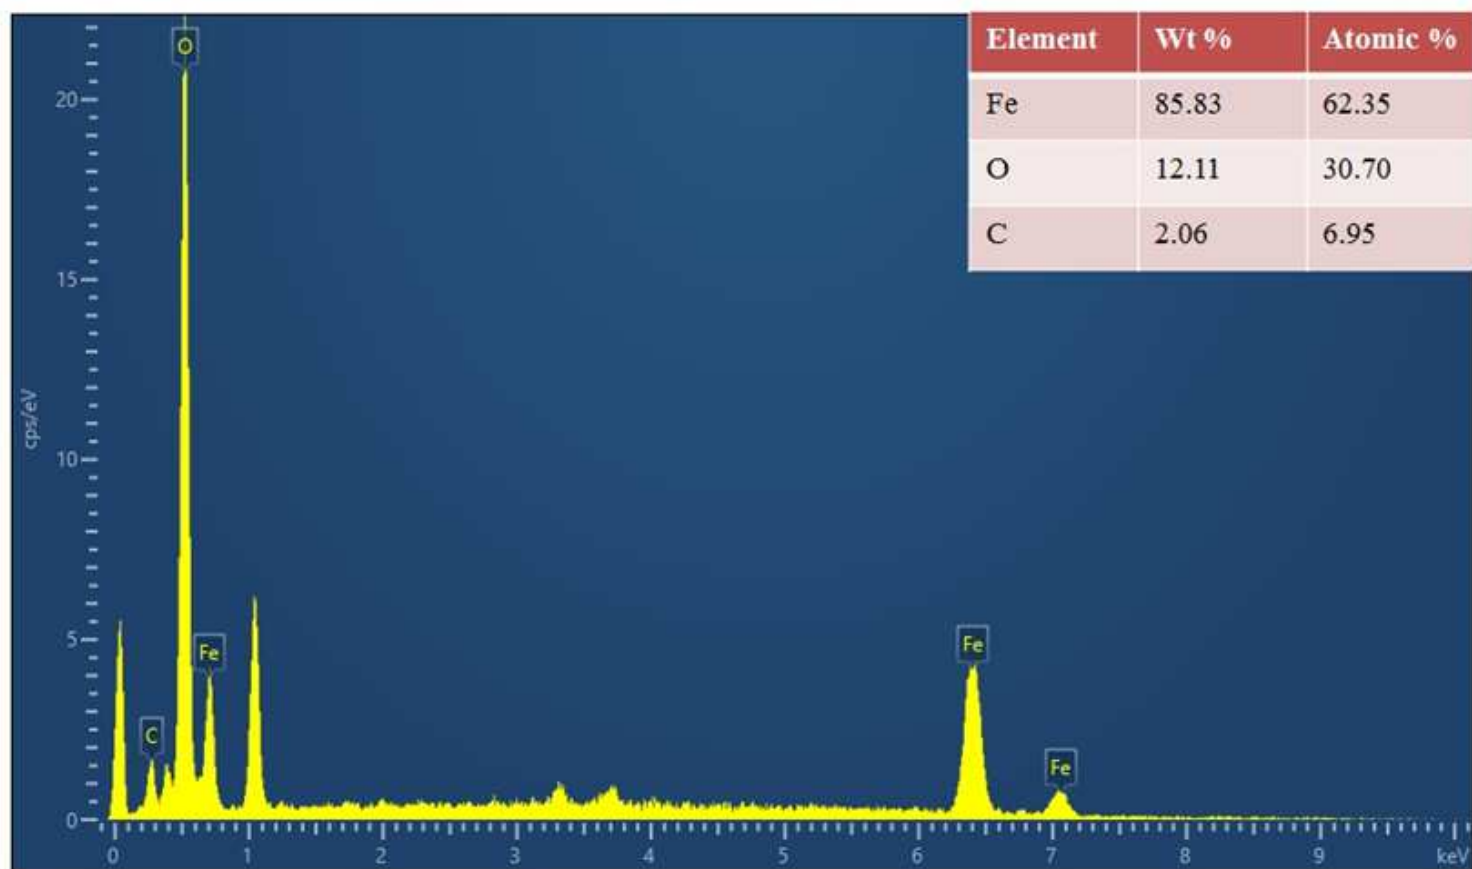 Element Wt % Atomic %
Fe 85.83 62.35
O 12.11 30.70
C 2.06 6.95
O
20
15
cps/eV
10
5
Fe
Fe
C
Fe
0
0 1 2 3 4 5 6 7 8 9 keV